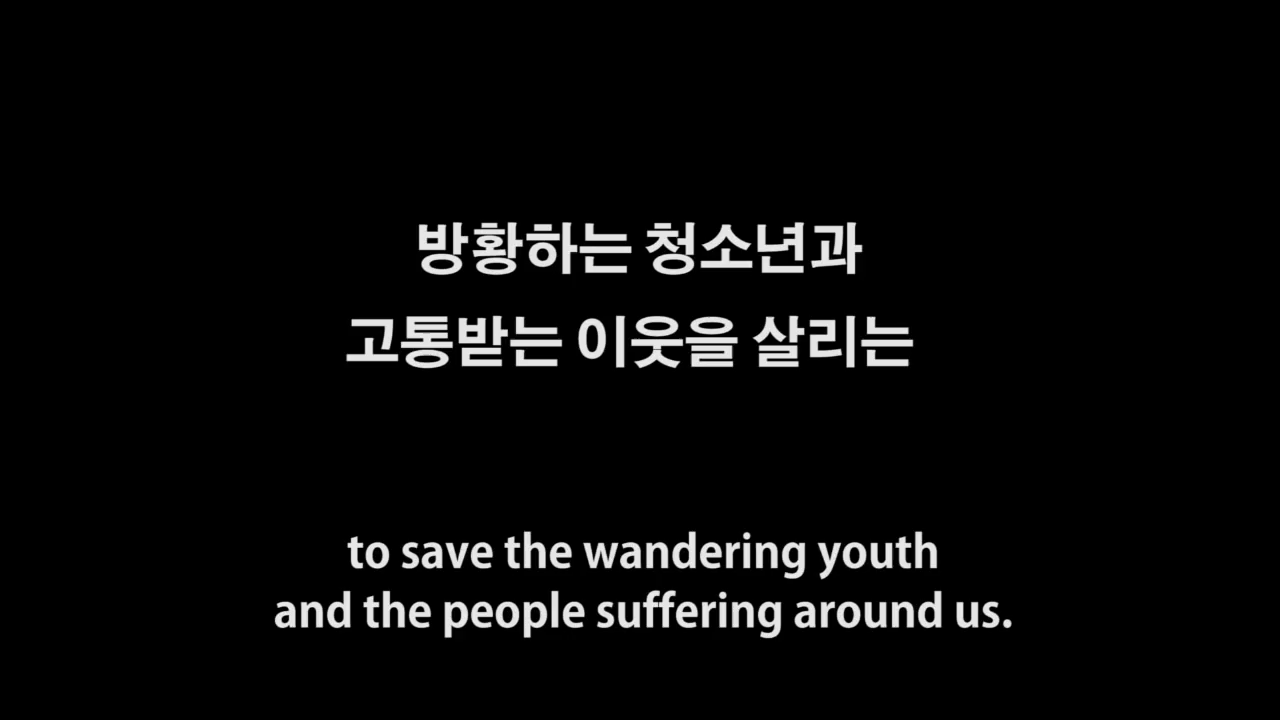 방황하는 청소년과
고통받는 이웃을 살리는
to save the wandering youth
and the people suffering around us.